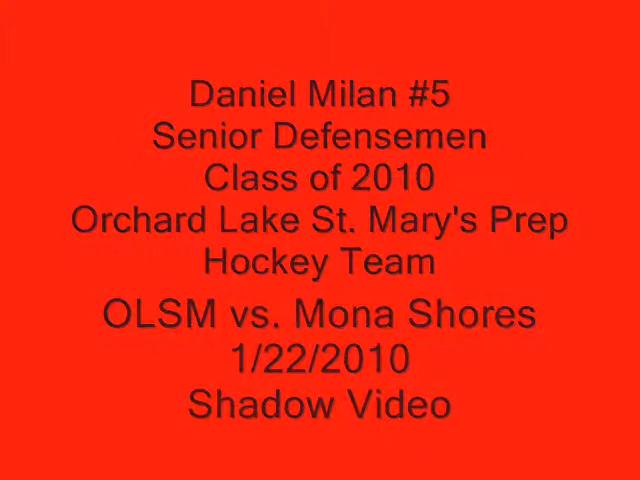 Daniel Milan #5
Senior Defensemen
Class of 2010
Orchard Lake St. Mary's Prep
Hockey Team
OLSM vs. Mona Shores
1/22/2010
Shadow Video